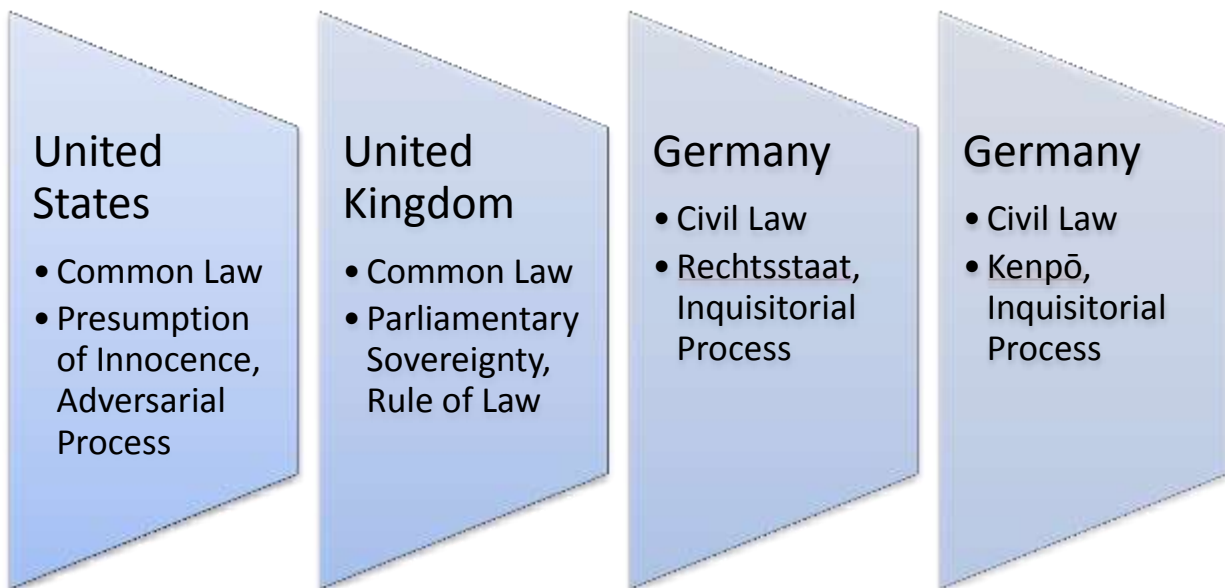 United
States
• Common Law
• Presumption
of Innocence,
Adversarial
Process
United
Kingdom
• Common Law
• Parliamentary
Sovereignty,
Rule of Law
Germany
• Civil Law
• Rechtsstaat,
Inquisitorial
Process
Germany
• Civil Law
• Kenpō,
Inquisitorial
Process